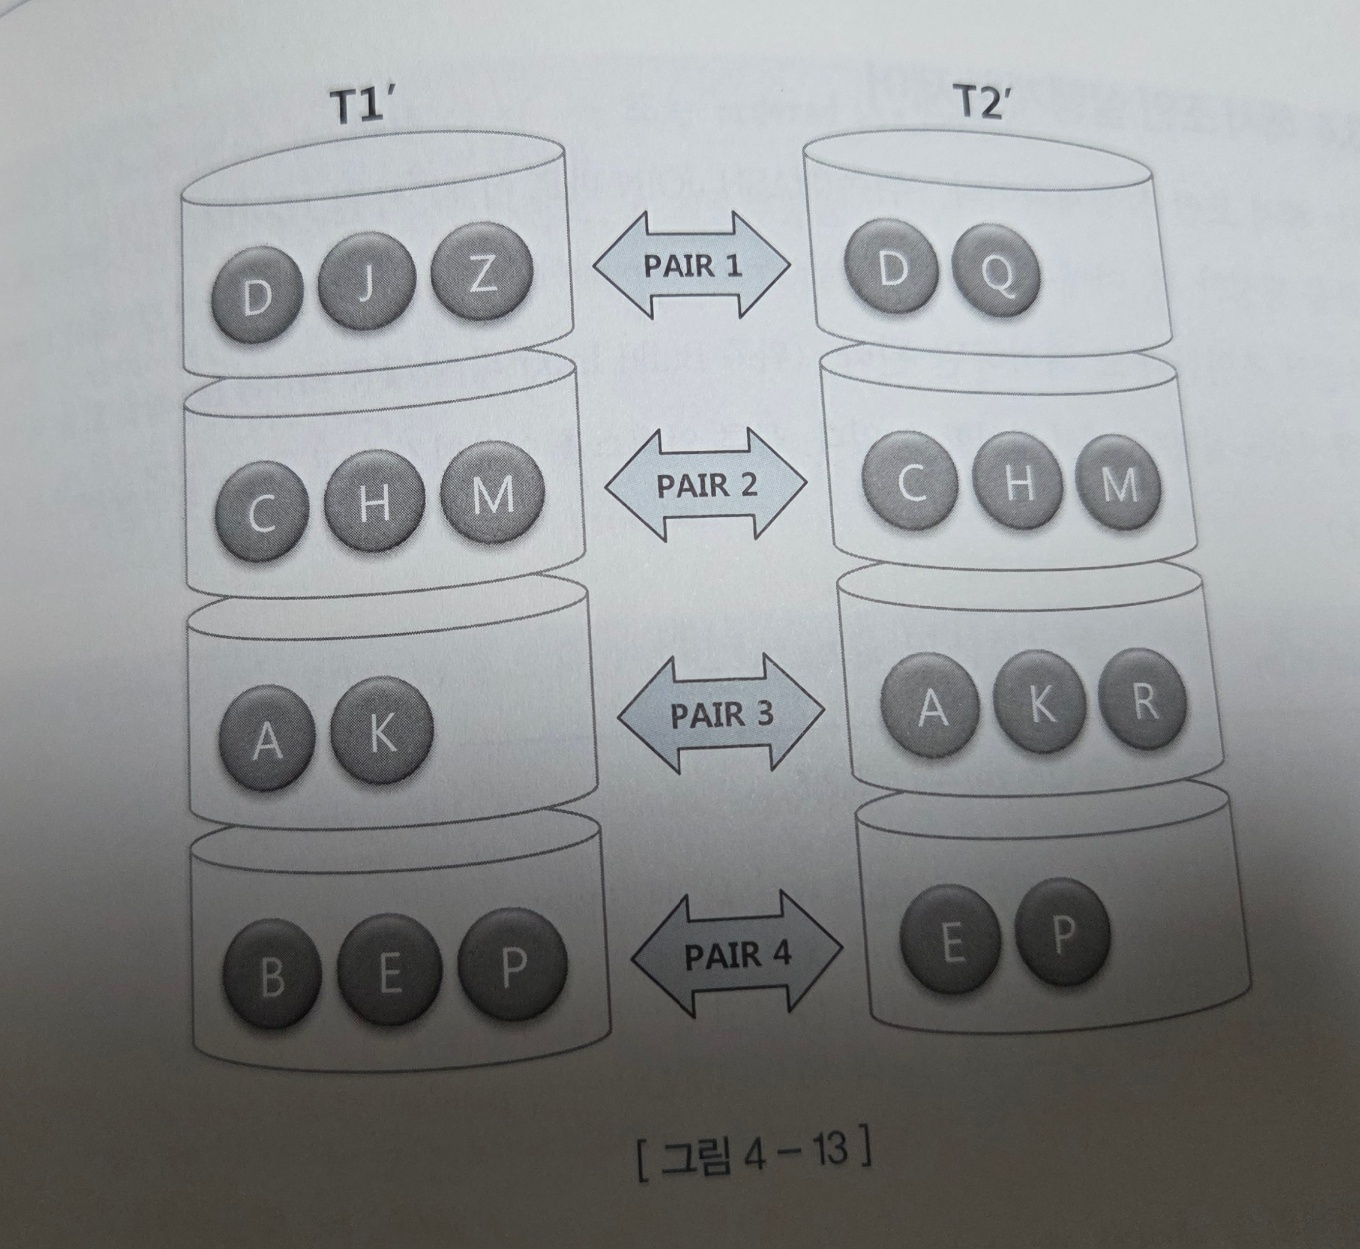 T1′ T2′
D J Z PAIR 1 D Q
C H M PAIR 2 C H M
A K PAIR 3 A K R
B E P PAIR 4 E P
[ 그림 4 – 13 ]